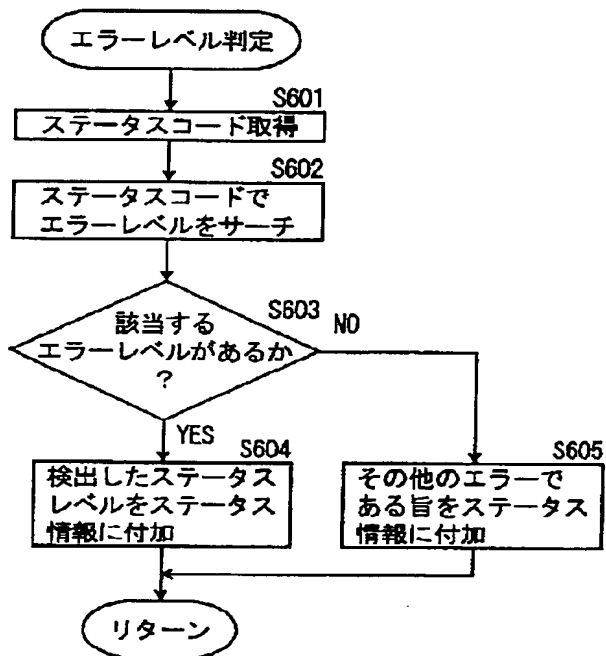 エラーレベル判定
S601
ステータスコード取得
S602
ステータスコードで
エラーレベルをサーチ
S603
該当する
エラーレベルがあるか
?
NO
YES
S604
検出したステータス
レベルをステータス
情報に付加
S605
その他のエラーで
ある旨をステータス
情報に付加
リターン